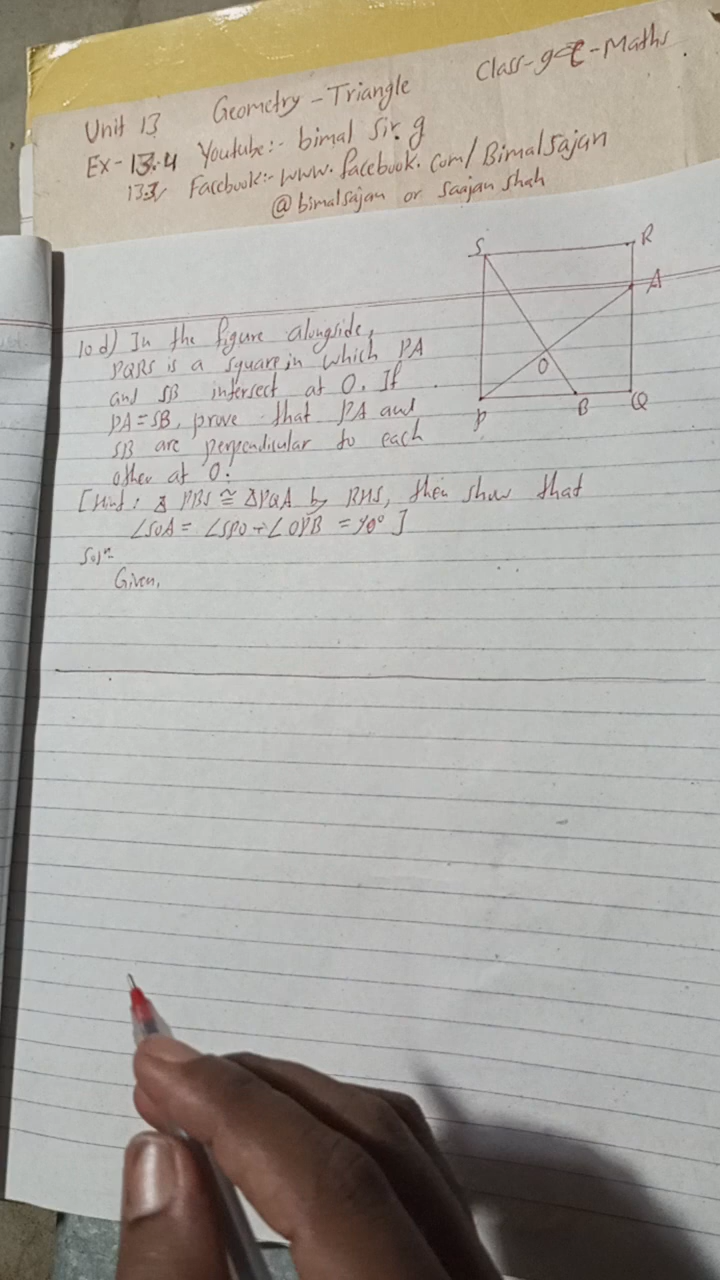 Unit 13 Geometry - Triangle Class-9 - Maths
Ex- 13.4 Youtube:- bimal Sir. g
13.3 Facebook:- www.facebook.com/Bimalsajan
@bimalsajan or Saajan Shah
S R
A
O
P B Q
10 d) In the figure alongside,
PQRS is a square, in which PA
and SB intersect at O. If
PA = SB, prove that PA and
SB are perpendicular to each
other at O.
[Hint: Δ PBS ≅ ΔPQA by RHS, then show that
∠SOA = ∠SPO + ∠OPB = 90° ]
Solⁿ
Given,